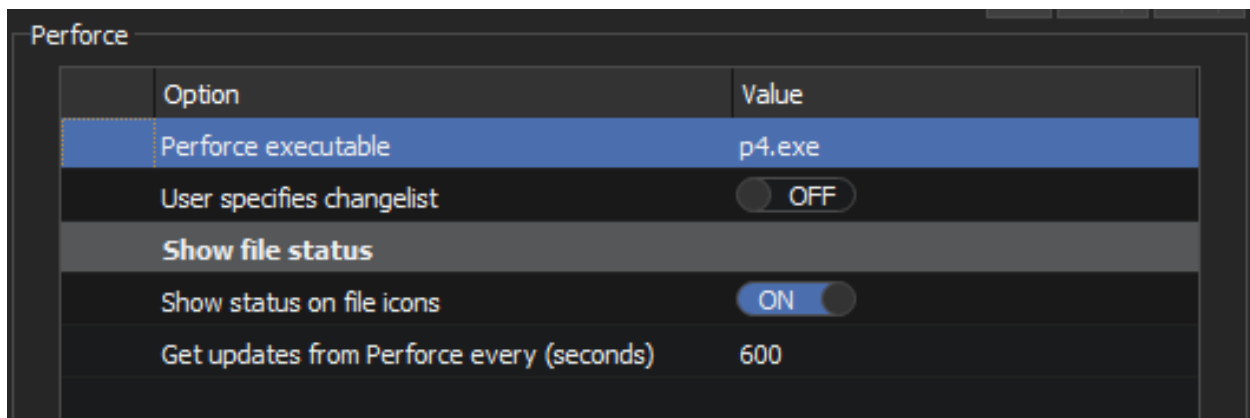 Perforce
Option Value
Perforce executable p4.exe
User specifies changelist OFF
Show file status
Show status on file icons ON
Get updates from Perforce every (seconds) 600